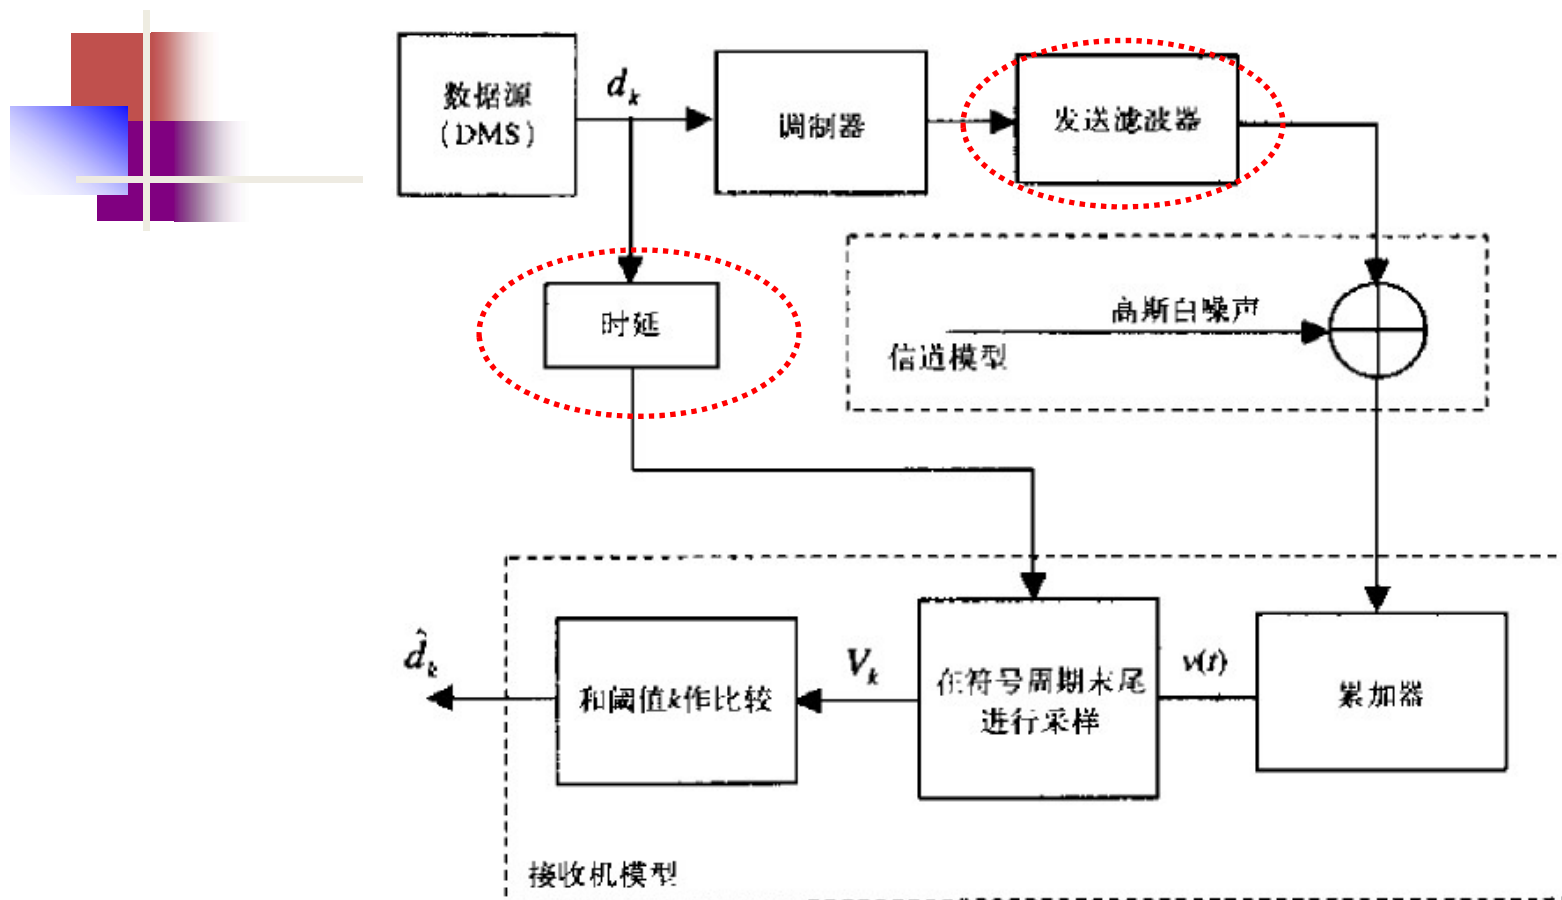 数据源
(DMS)
d_k
调制器
发送滤波器
时延
高斯白噪声
信道模型
d̂_k
和阈值k作比较
V_k
在符号周期末尾
进行采样
v(t)
累加器
接收机模型